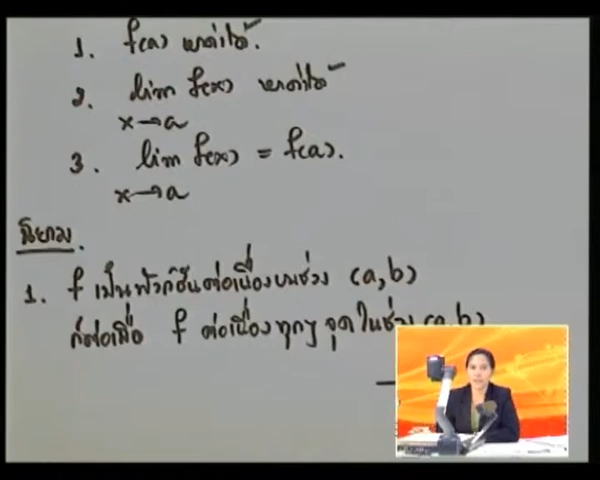 1. f(a) หาค่าได้.
2. lim f(x) หาค่าได้
x→a
3. lim f(x) = f(a).
x→a
นิยาม.
1. f เป็นฟังก์ชันต่อเนื่องบนช่วง (a,b)
ก็ต่อเมื่อ f ต่อเนื่องทุกๆ จุดในช่วง (a,b)